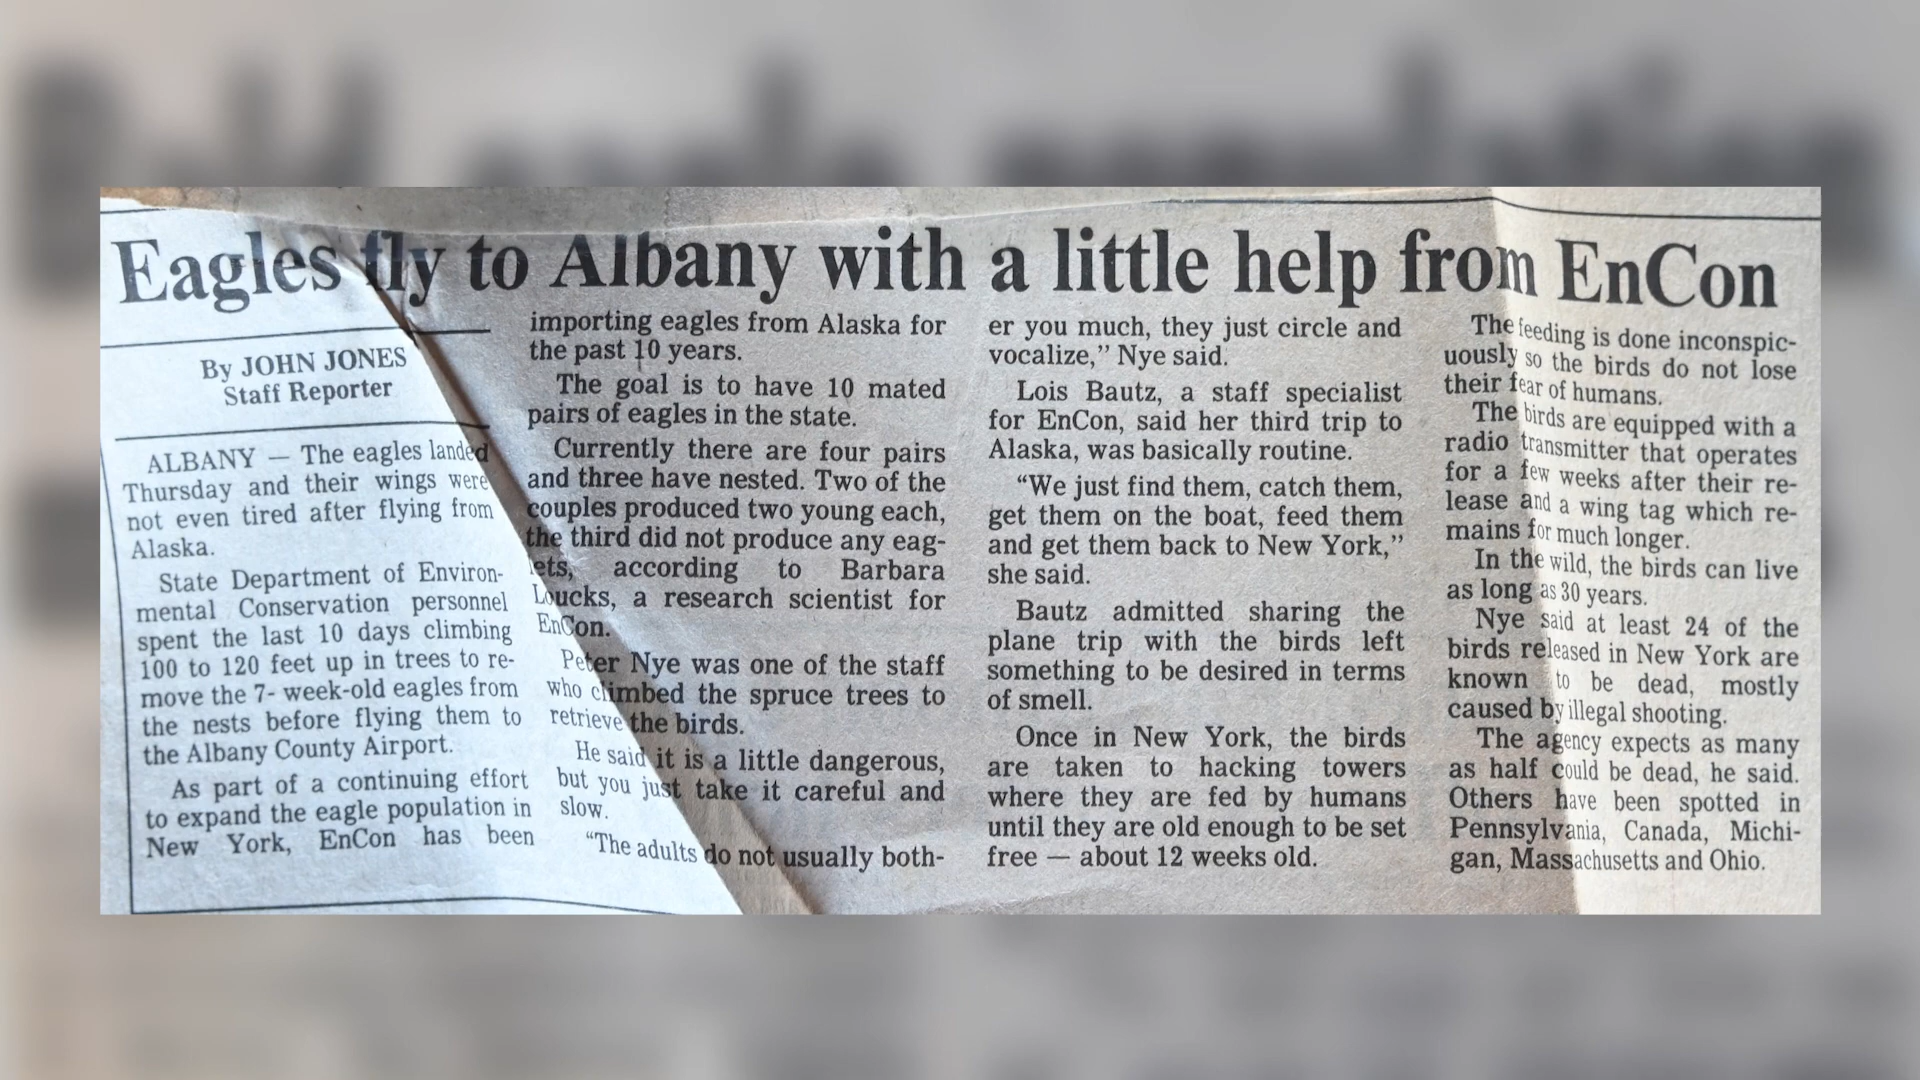 Eagles fly to Albany with a little help from EnCon
By JOHN JONES
Staff Reporter
ALBANY — The eagles landed
Thursday and their wings were
not even tired after flying from
Alaska.
State Department of Environ-
mental Conservation personnel
spent the last 10 days climbing
100 to 120 feet up in trees to re-
move the 7- week-old eagles from
the nests before flying them to
the Albany County Airport.
As part of a continuing effort
to expand the eagle population in
New York, EnCon has been
importing eagles from Alaska for
the past 10 years.
The goal is to have 10 mated
pairs of eagles in the state.
Currently there are four pairs
and three have nested. Two of the
couples produced two young each,
the third did not produce any eag-
lets, according to Barbara
Loucks, a research scientist for
EnCon.
Peter Nye was one of the staff
who climbed the spruce trees to
retrieve the birds.
He said it is a little dangerous,
but you just take it careful and
slow.
“The adults do not usually both-
er you much, they just circle and
vocalize,” Nye said.
Lois Bautz, a staff specialist
for EnCon, said her third trip to
Alaska, was basically routine.
“We just find them, catch them,
get them on the boat, feed them
and get them back to New York,”
she said.
Bautz admitted sharing the
plane trip with the birds left
something to be desired in terms
of smell.
Once in New York, the birds
are taken to hacking towers
where they are fed by humans
until they are old enough to be set
free — about 12 weeks old.
The feeding is done inconspic-
uously so the birds do not lose
their fear of humans.
The birds are equipped with a
radio transmitter that operates
for a few weeks after their re-
lease and a wing tag which re-
mains for much longer.
In the wild, the birds can live
as long as 30 years.
Nye said at least 24 of the
birds released in New York are
known to be dead, mostly
caused by illegal shooting.
The agency expects as many
as half could be dead, he said.
Others have been spotted in
Pennsylvania, Canada, Michi-
gan, Massachusetts and Ohio.